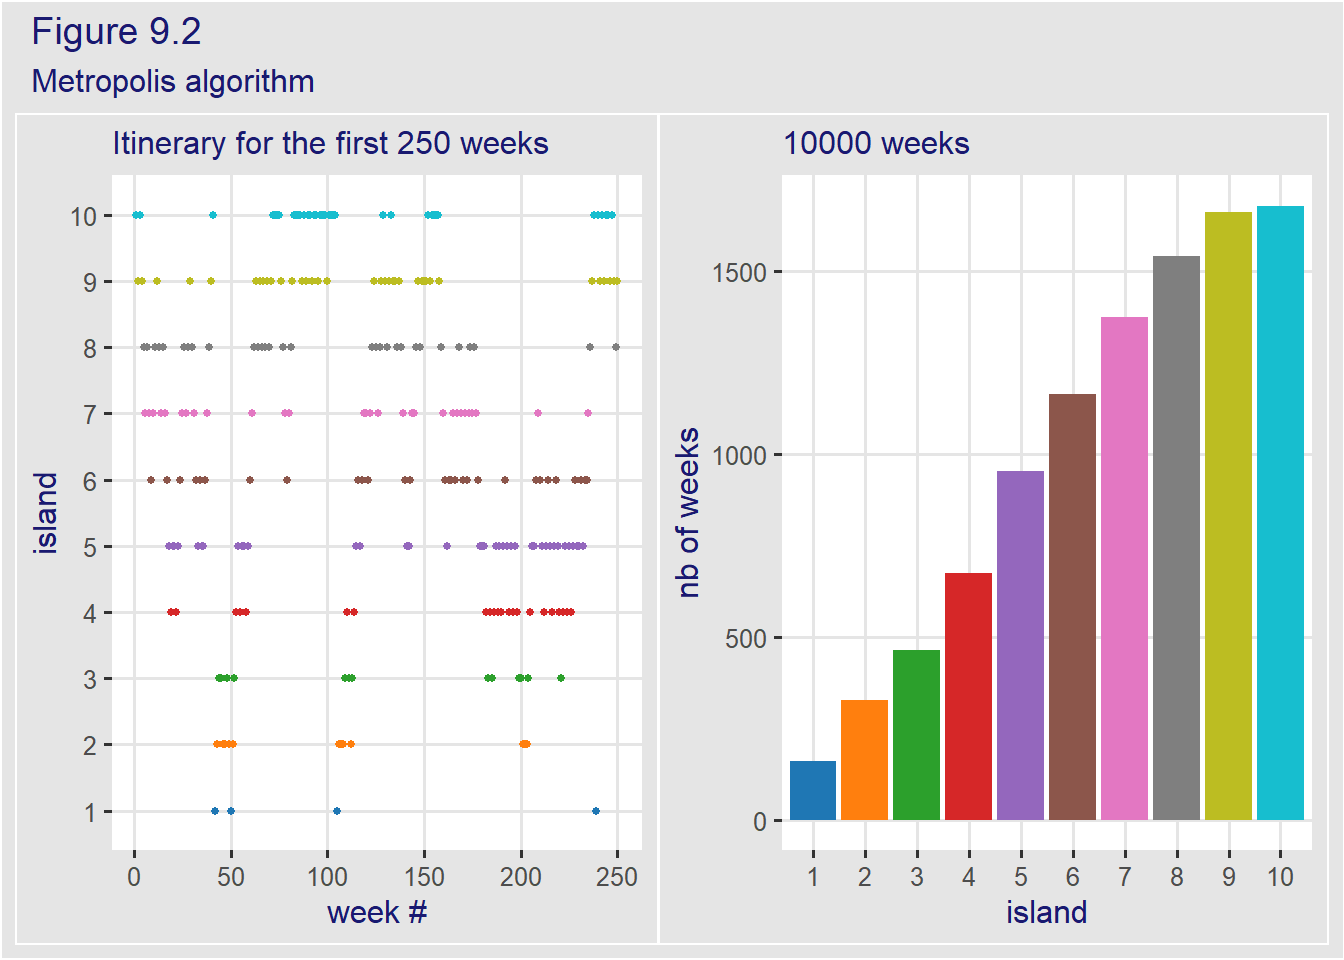 Figure 9.2
Metropolis algorithm
Itinerary for the first 250 weeks
10
9
8
7
6
5
4
3
2
1
island
0 50 100 150 200 250
week #
10000 weeks
1500
1000
500
0
nb of weeks
1 2 3 4 5 6 7 8 9 10
island